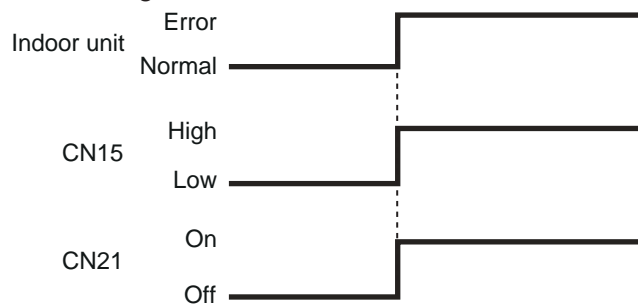 Error
Indoor unit
Normal
High
CN15
Low
On
CN21
Off